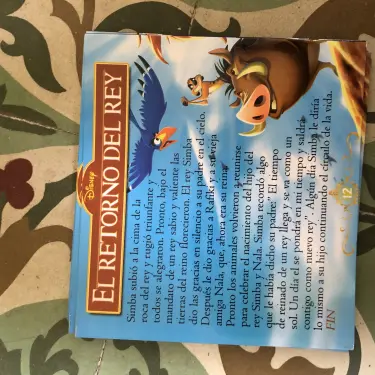 Disney
EL RETORNO DEL REY
Simba subió a la cima de la
roca del rey y rugió triunfante y
todos se alegraron. Pronto, bajo el
mandato de un rey sabio y valiente las
tierras del reino florecieron. El rey Simba
dio las gracias en silencio a su padre en el cielo.
Después le dio gracias a Rafiki y a su vieja
amiga Nala, que, ahora era su reina.
Pronto los animales volvieron a reunirse
para celebrar el nacimiento del hijo del
rey Simba y Nala. Simba recordó algo
que le había dicho su padre:" El tiempo
de reinado de un rey llega y se va como un
sol. Un día el se pondrá en mi tiempo y saldrá
contigo como nuevo rey". Algún día Simba le diría
lo mismo a su hijo continuando el círculo de la vida.
FIN
12